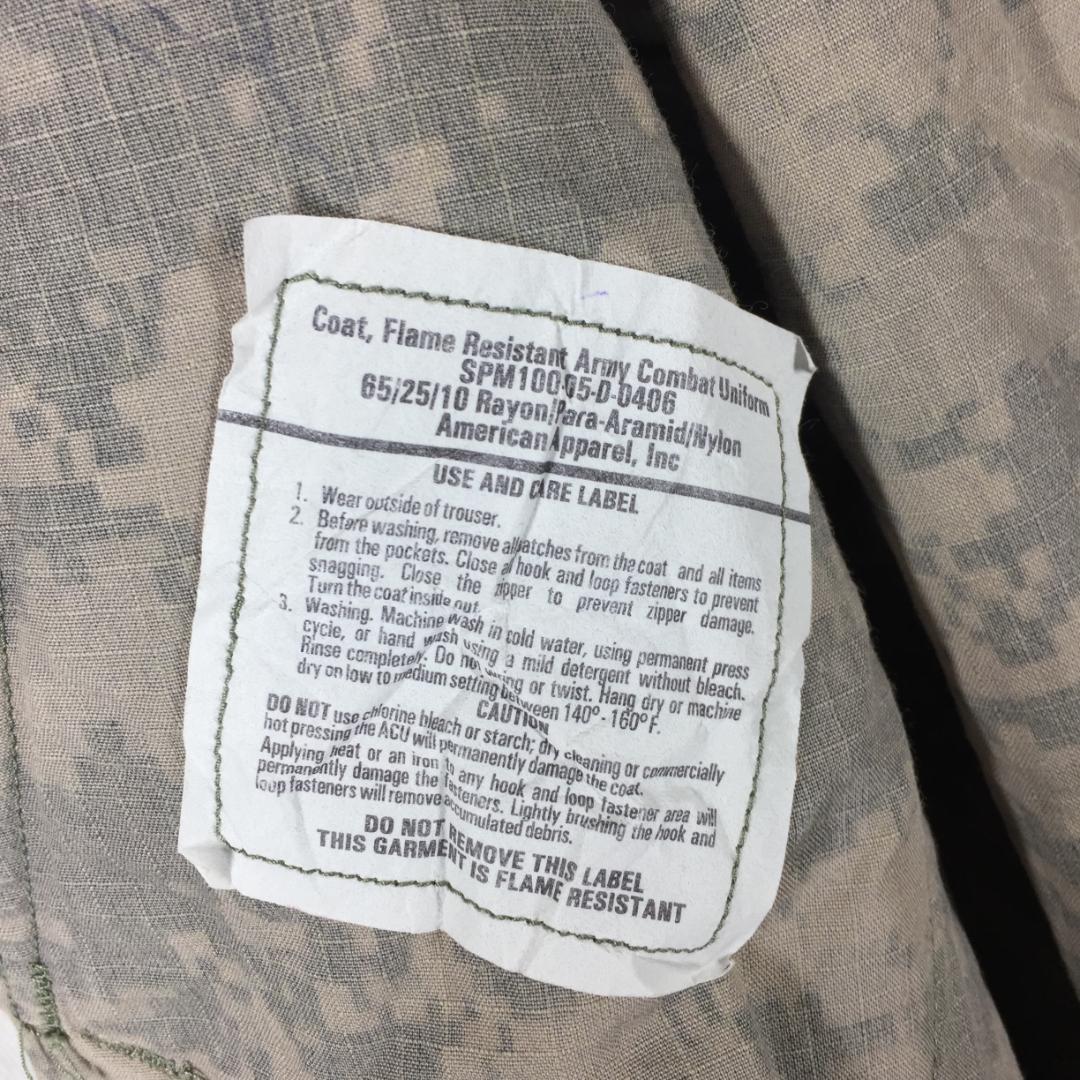 Coat, Flame Resistant Army Combat Uniform
SPM100-05-D-0406
65/25/10 Rayon/Para-Aramid/Nylon
American Apparel, Inc
USE AND CARE LABEL
1. Wear outside of trouser.
2. Before washing, remove all patches from the coat and all items
from the pockets. Close all hook and loop fasteners to prevent
snagging. Close the zipper to prevent zipper damage.
Turn the coat inside out.
3. Washing. Machine wash in cold water, using permanent press
cycle, or hand wash using a mild detergent without bleach.
Rinse completely. Do not wring or twist. Hang dry or machine
dry on low to medium setting between 140° - 160° F.
CAUTION
DO NOT use chlorine bleach or starch; dry cleaning or commercially
hot pressing the ACU will permanently damage the coat.
Applying heat or an iron to any hook and loop fastener area will
permanently damage the fasteners. Lightly brushing the hook and
loop fasteners will remove accumulated debris.
DO NOT REMOVE THIS LABEL
THIS GARMENT IS FLAME RESISTANT